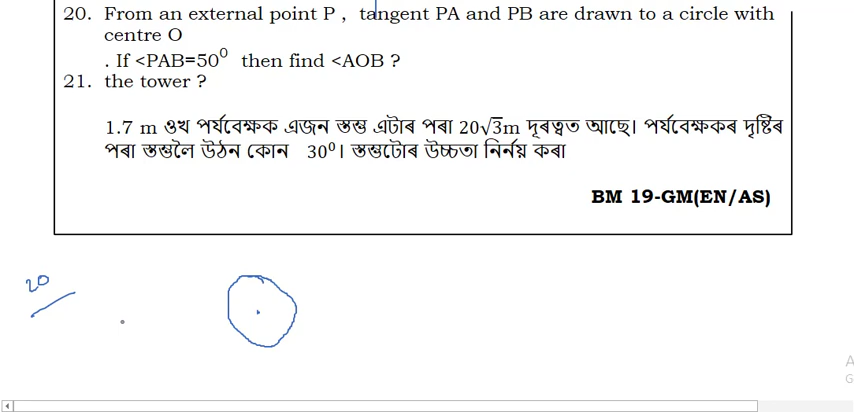 20. From an external point P , tangent PA and PB are drawn to a circle with
centre O
. If <PAB=50⁰ then find <AOB ?
21. the tower ?
1.7 m ওখ পৰ্যবেক্ষক এজন স্তম্ভ এটাৰ পৰা 20√3m দূৰত্বত আছে। পৰ্যবেক্ষকৰ দৃষ্টিৰ
পৰা স্তম্ভলৈ উঠন কোন 30⁰। স্তম্ভটোৰ উচ্চতা নিৰ্নয় কৰা
BM 19-GM(EN/AS)
20
A
G